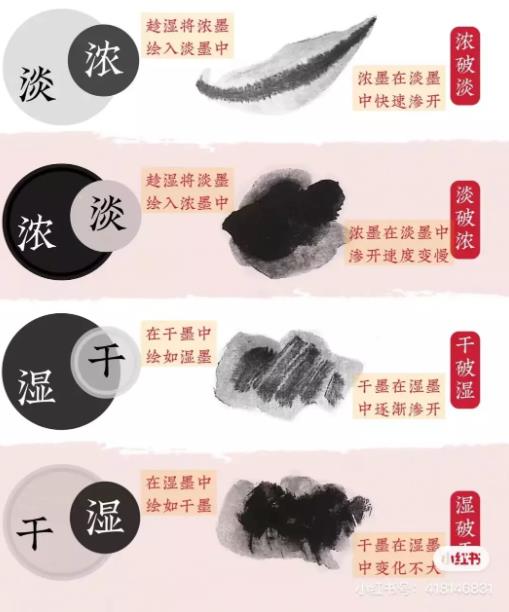 淡
浓
趁湿将浓墨
绘入淡墨中
浓墨在淡墨
中快速渗开
浓破淡
浓
淡
趁湿将淡墨
绘入浓墨中
浓墨在淡墨中
渗开速度变慢
淡破浓
湿
干
在干墨中
绘如湿墨
干墨在湿墨
中逐渐渗开
干破湿
干
湿
在湿墨中
绘如干墨
干墨在湿墨
中变化不大
湿破
小红书
小红书号：418146831